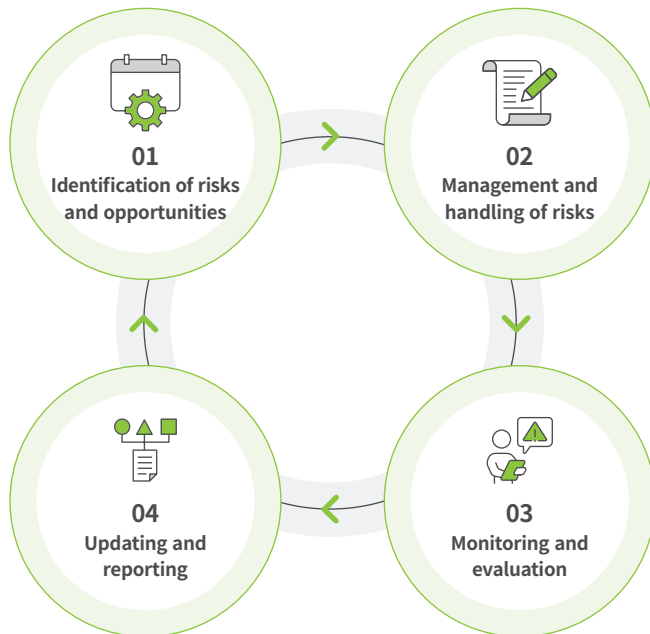 01
Identification of risks
and opportunities
02
Management and
handling of risks
03
Monitoring and
evaluation
04
Updating and
reporting